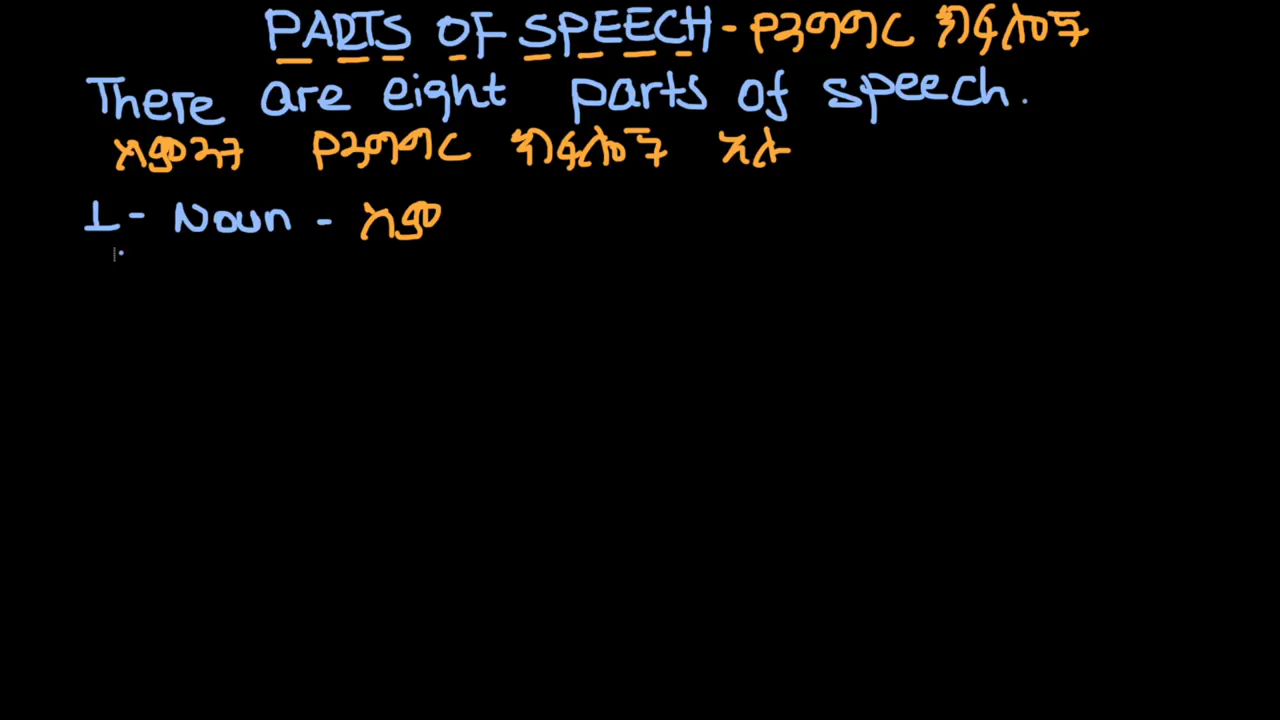 PARTS OF SPEECH - የንግግር ክፍሎች
There are eight parts of speech.
ስምንት የንግግር ክፍሎች አሉ
1- Noun - ስም